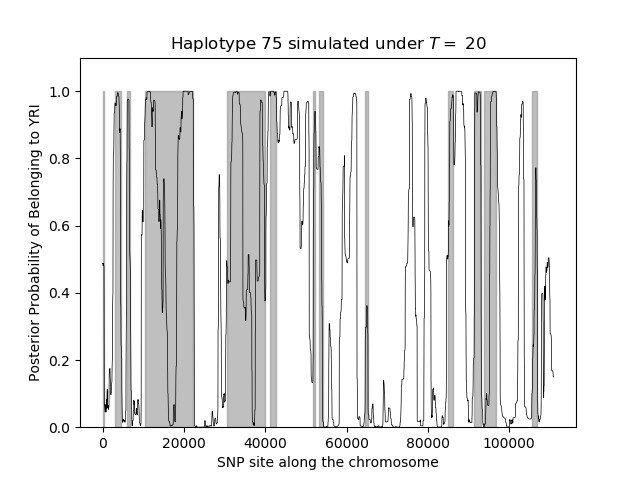 Haplotype 75 simulated under T = 20
Posterior Probability of Belonging to YRI
1.0
0.8
0.6
0.4
0.2
0.0
0 20000 40000 60000 80000 100000
SNP site along the chromosome